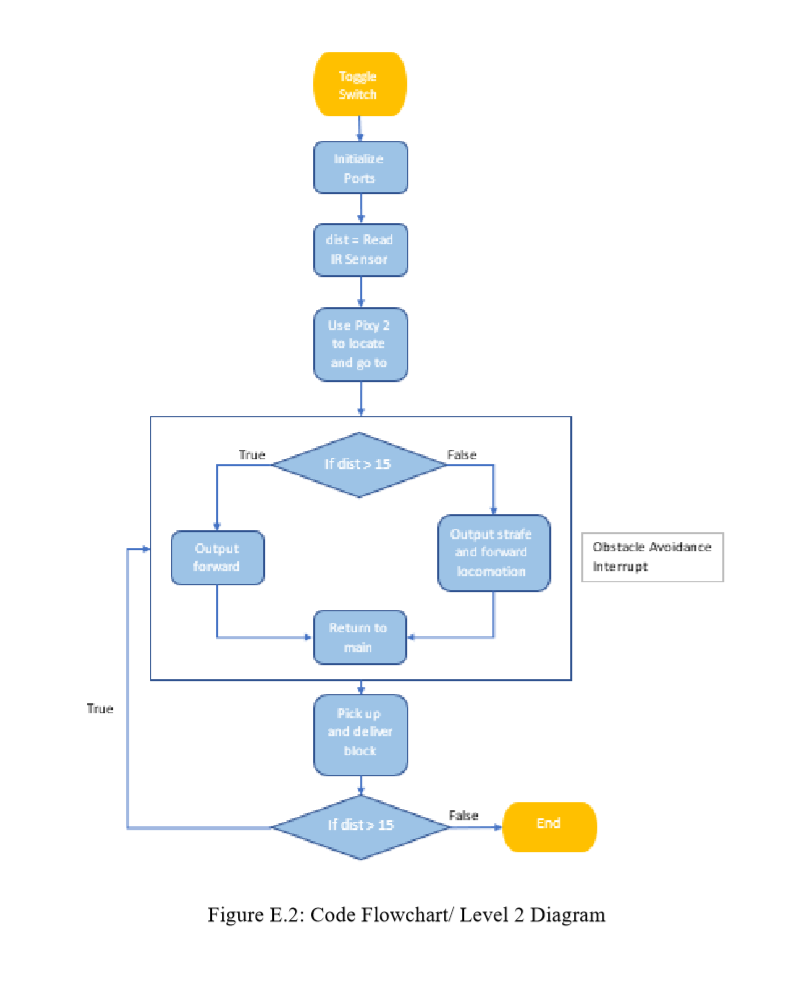 Toggle
Switch
Initialize
Ports
dist = Read
IR Sensor
Use Pixy 2
to locate
and go to
If dist > 15
True
False
Output
forward
Output strafe
and forward
locomotion
Obstacle Avoidance
Interrupt
Return to
main
True
Pick up
and deliver
block
If dist > 15
False
End
Figure E.2: Code Flowchart/ Level 2 Diagram